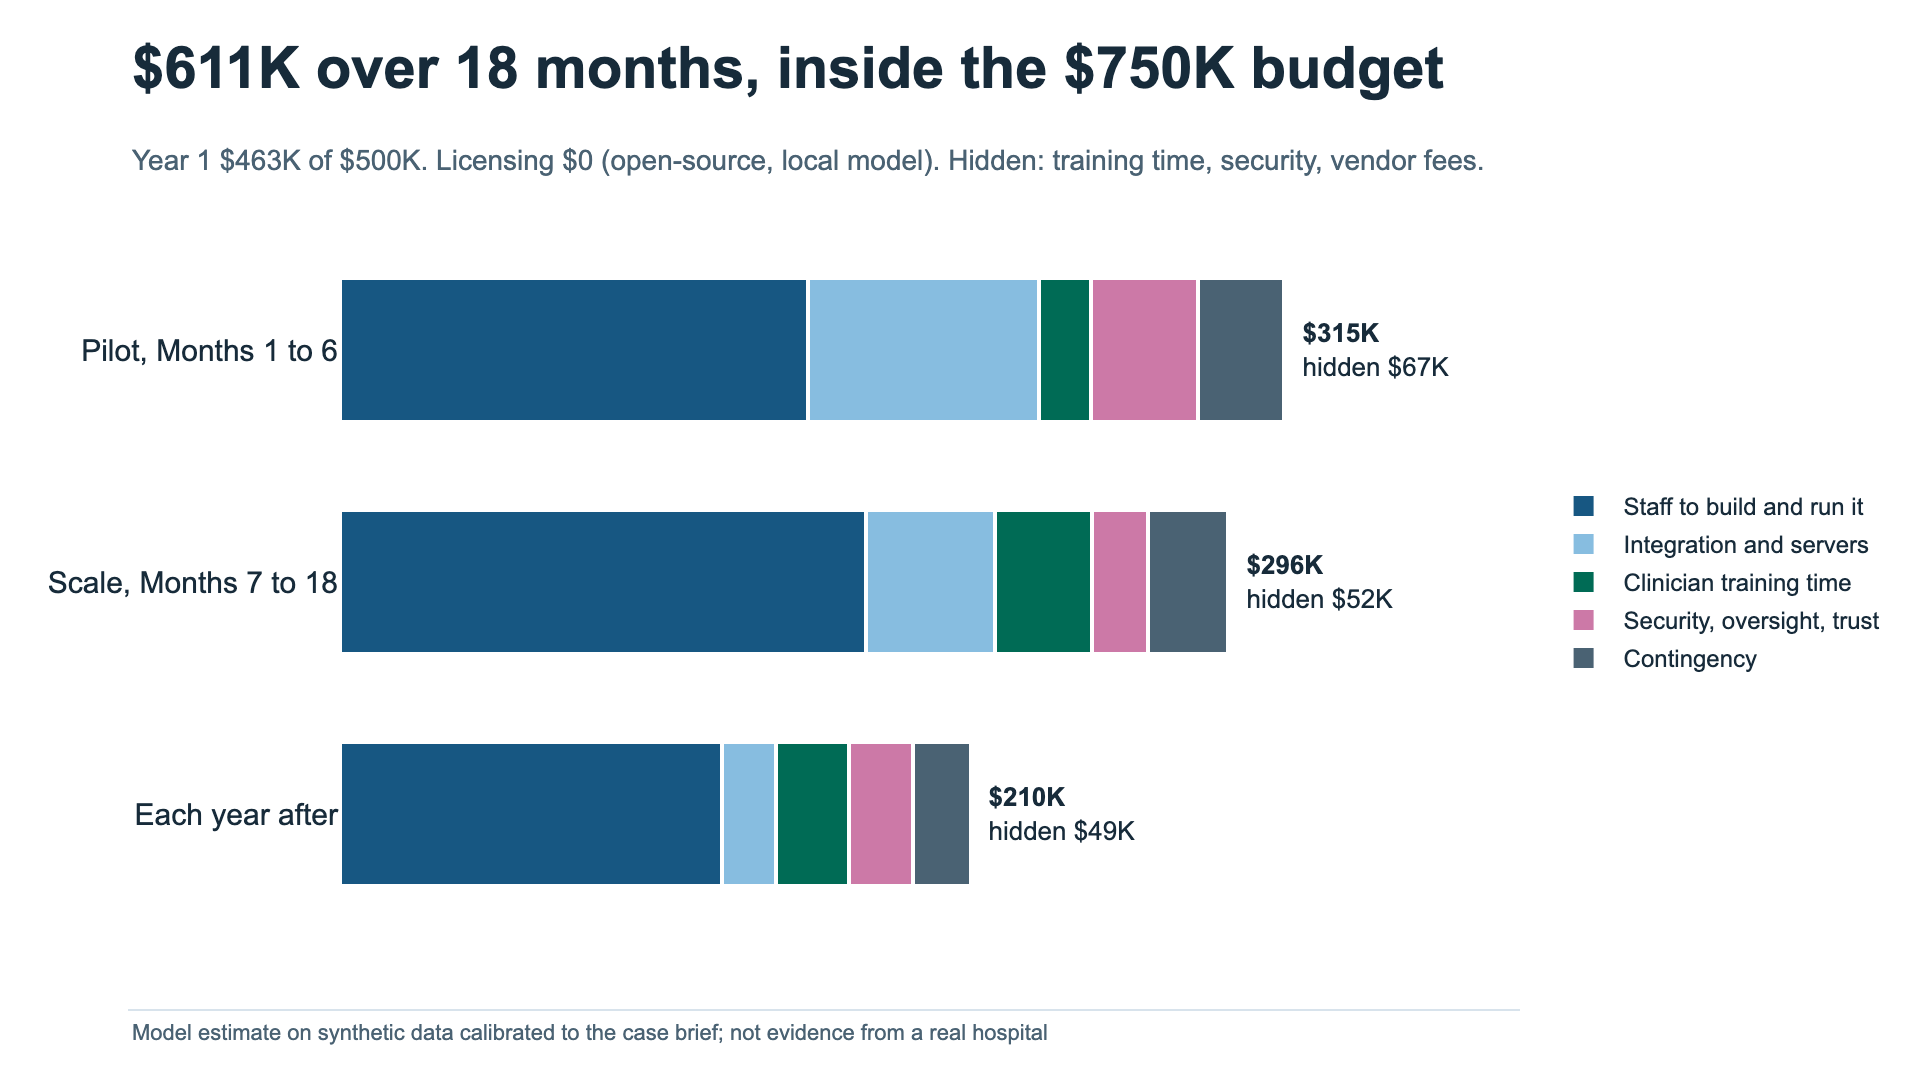 $611K over 18 months, inside the $750K budget
Year 1 $463K of $500K. Licensing $0 (open-source, local model). Hidden: training time, security, vendor fees.
Pilot, Months 1 to 6
$315K
hidden $67K
Scale, Months 7 to 18
$296K
hidden $52K
Each year after
$210K
hidden $49K
Staff to build and run it
Integration and servers
Clinician training time
Security, oversight, trust
Contingency
Model estimate on synthetic data calibrated to the case brief; not evidence from a real hospital